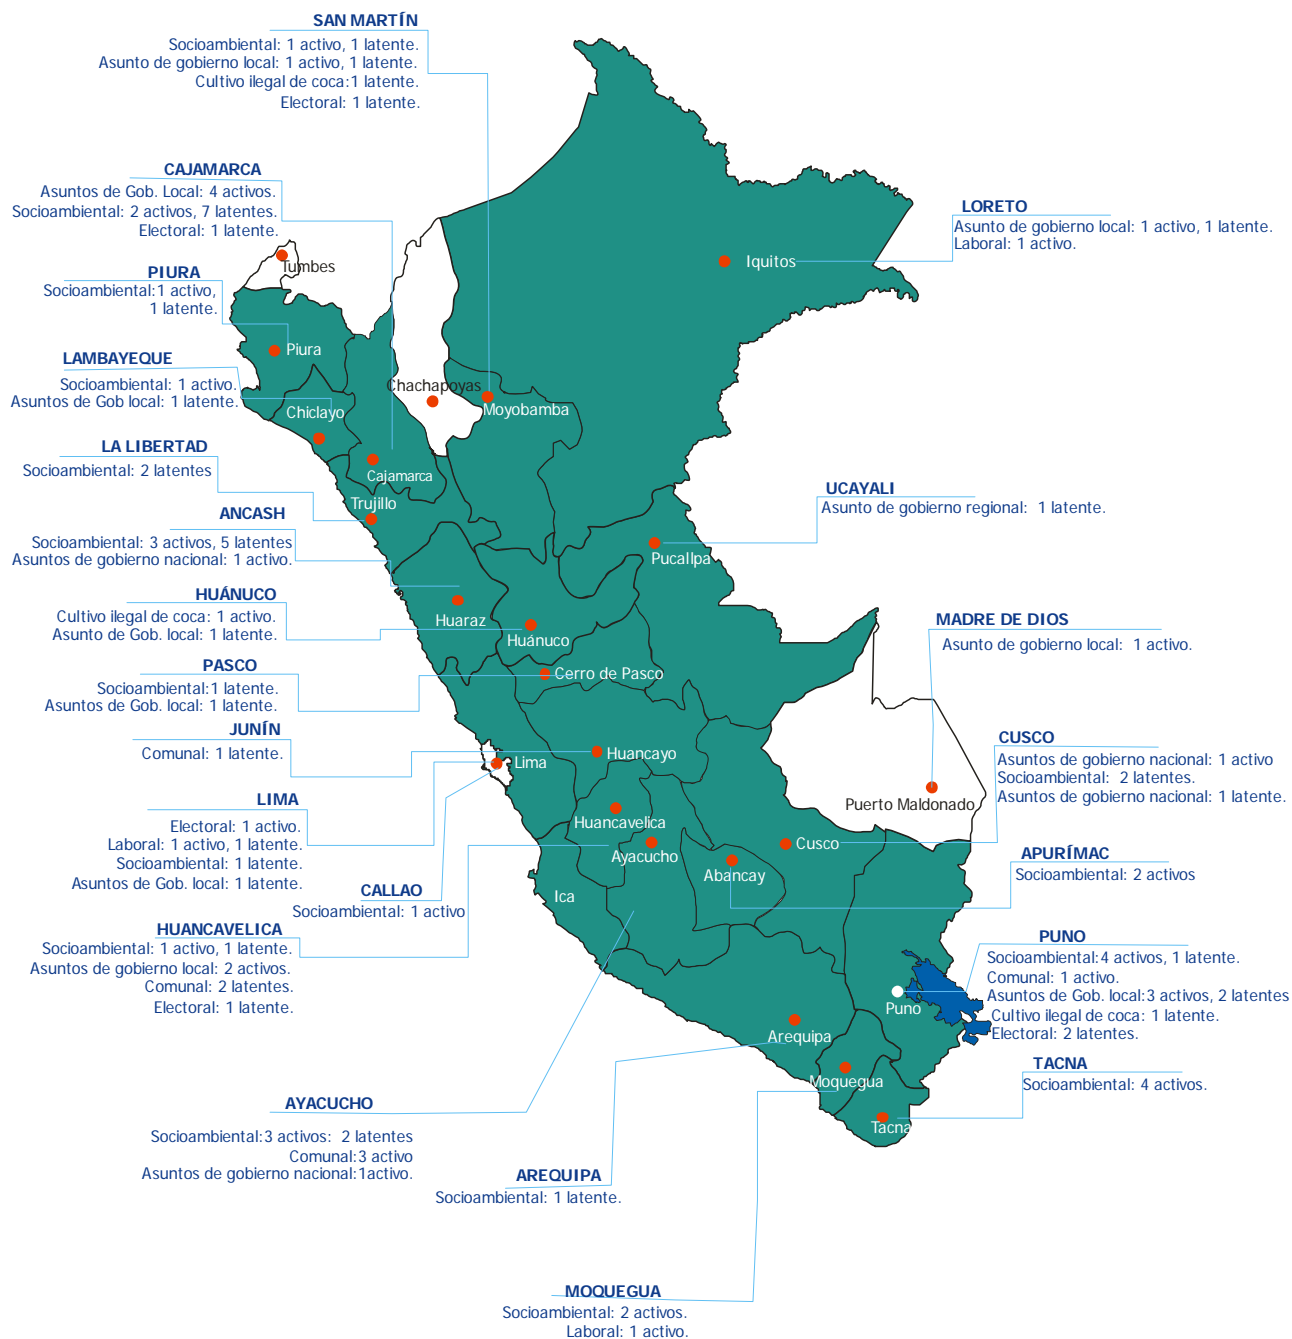 SAN MARTÍN
Socioambiental: 1 activo, 1 latente.
Asunto de gobierno local: 1 activo, 1 latente.
Cultivo ilegal de coca:1 latente.
Electoral: 1 latente.
CAJAMARCA
Asuntos de Gob. Local: 4 activos.
Socioambiental: 2 activos, 7 latentes.
Electoral: 1 latente.
LORETO
Asunto de gobierno local: 1 activo, 1 latente.
Laboral: 1 activo.
Iquitos
Tumbes
PIURA
Socioambiental:1 activo,
1 latente.
Piura
LAMBAYEQUE
Socioambiental: 1 activo.
Asuntos de Gob local: 1 latente.
Chachapoyas
Moyobamba
Chiclayo
LA LIBERTAD
Socioambiental: 2 latentes
Cajamarca
Trujillo
UCAYALI
Asunto de gobierno regional: 1 latente.
Pucallpa
ANCASH
Socioambiental: 3 activos, 5 latentes
Asuntos de gobierno nacional: 1 activo.
HUÁNUCO
Cultivo ilegal de coca: 1 activo.
Asunto de Gob. local: 1 latente.
Huaraz
Huánuco
MADRE DE DIOS
Asunto de gobierno local: 1 activo.
PASCO
Socioambiental:1 latente.
Asuntos de Gob. local: 1 latente.
Cerro de Pasco
JUNÍN
Comunal: 1 latente.
Huancayo
Lima
CUSCO
Asuntos de gobierno nacional: 1 activo
Socioambiental: 2 latentes.
Asuntos de gobierno nacional: 1 latente.
Puerto Maldonado
LIMA
Electoral: 1 activo.
Laboral: 1 activo, 1 latente.
Socioambiental: 1 latente.
Asuntos de Gob. local: 1 latente.
Huancavelica
Ayacucho
Cusco
Abancay
APURÍMAC
Socioambiental: 2 activos
CALLAO
Socioambiental: 1 activo
Ica
HUANCAVELICA
Socioambiental: 1 activo, 1 latente.
Asuntos de gobierno local: 2 activos.
Comunal: 2 latentes.
Electoral: 1 latente.
PUNO
Socioambiental:4 activos, 1 latente.
Comunal: 1 activo.
Asuntos de Gob. local:3 activos, 2 latentes
Cultivo ilegal de coca: 1 latente.
Electoral: 2 latentes.
Puno
Arequipa
Moquegua
TACNA
Socioambiental: 4 activos.
Tacna
AYACUCHO
Socioambiental:3 activos: 2 latentes
Comunal:3 activo
Asuntos de gobierno nacional:1activo.
AREQUIPA
Socioambiental: 1 latente.
MOQUEGUA
Socioambiental: 2 activos.
Laboral: 1 activo.